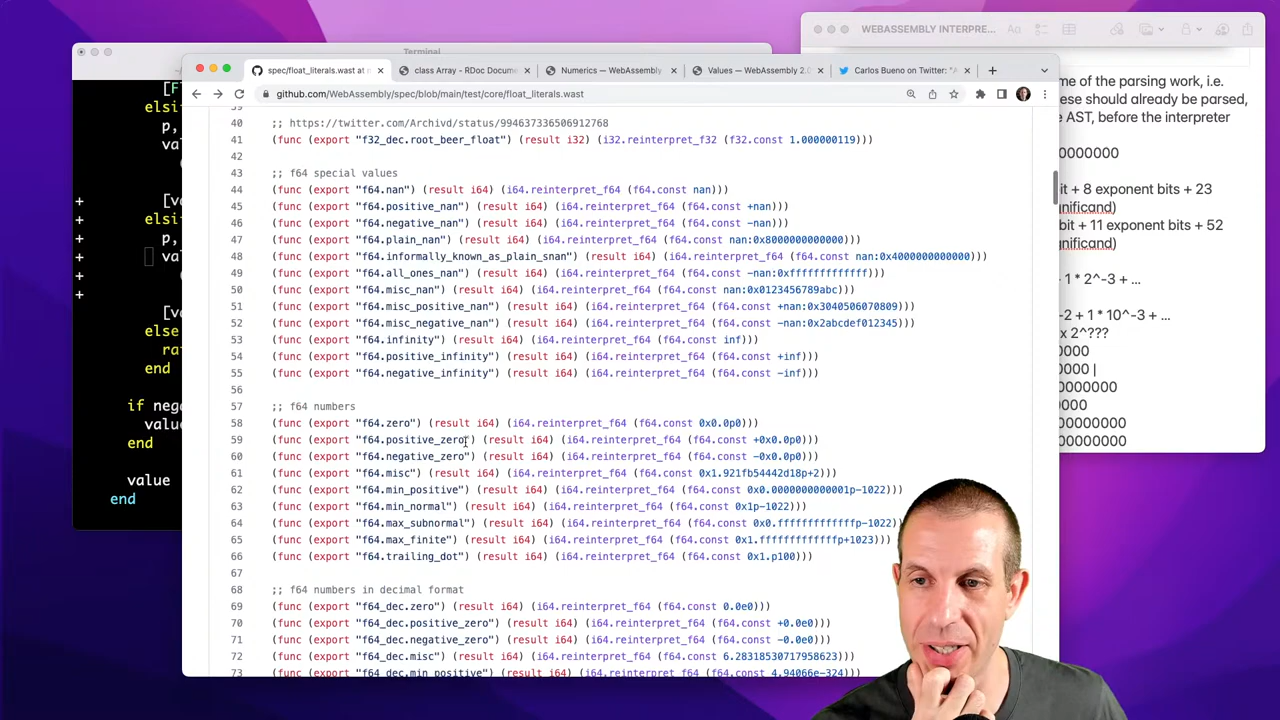 Terminal
WEBASSEMBLY INTERPRE...
spec/float_literals.wast at
class Array - RDoc Docume
Numerics — WebAssembly
Values — WebAssembly 2.0
Carlos Bueno on Twitter: "A
github.com/WebAssembly/spec/blob/main/test/core/float_literals.wast
[F
elsi
p,
va
[v
elsi
p,
va
[v
else
ra
end
if neg
value
end
value
end
39
40 ;; https://twitter.com/Archivd/status/994637336506912768
41 (func (export "f32_dec.root_beer_float") (result i32) (i32.reinterpret_f32 (f32.const 1.000000119)))
42
43 ;; f64 special values
44 (func (export "f64.nan") (result i64) (i64.reinterpret_f64 (f64.const nan)))
45 (func (export "f64.positive_nan") (result i64) (i64.reinterpret_f64 (f64.const +nan)))
46 (func (export "f64.negative_nan") (result i64) (i64.reinterpret_f64 (f64.const -nan)))
47 (func (export "f64.plain_nan") (result i64) (i64.reinterpret_f64 (f64.const nan:0x8000000000000)))
48 (func (export "f64.informally_known_as_plain_snan") (result i64) (i64.reinterpret_f64 (f64.const nan:0x4000000000000)))
49 (func (export "f64.all_ones_nan") (result i64) (i64.reinterpret_f64 (f64.const -nan:0xfffffffffffff)))
50 (func (export "f64.misc_nan") (result i64) (i64.reinterpret_f64 (f64.const nan:0x0123456789abc)))
51 (func (export "f64.misc_positive_nan") (result i64) (i64.reinterpret_f64 (f64.const +nan:0x3040506070809)))
52 (func (export "f64.misc_negative_nan") (result i64) (i64.reinterpret_f64 (f64.const -nan:0x2abcdef012345)))
53 (func (export "f64.infinity") (result i64) (i64.reinterpret_f64 (f64.const inf)))
54 (func (export "f64.positive_infinity") (result i64) (i64.reinterpret_f64 (f64.const +inf)))
55 (func (export "f64.negative_infinity") (result i64) (i64.reinterpret_f64 (f64.const -inf)))
56
57 ;; f64 numbers
58 (func (export "f64.zero") (result i64) (i64.reinterpret_f64 (f64.const 0x0.0p0)))
59 (func (export "f64.positive_zero") (result i64) (i64.reinterpret_f64 (f64.const +0x0.0p0)))
60 (func (export "f64.negative_zero") (result i64) (i64.reinterpret_f64 (f64.const -0x0.0p0)))
61 (func (export "f64.misc") (result i64) (i64.reinterpret_f64 (f64.const 0x1.921fb54442d18p+2)))
62 (func (export "f64.min_positive") (result i64) (i64.reinterpret_f64 (f64.const 0x0.0000000000001p-1022)))
63 (func (export "f64.min_normal") (result i64) (i64.reinterpret_f64 (f64.const 0x1p-1022)))
64 (func (export "f64.max_subnormal") (result i64) (i64.reinterpret_f64 (f64.const 0x0.fffffffffffffp-1022)))
65 (func (export "f64.max_finite") (result i64) (i64.reinterpret_f64 (f64.const 0x1.fffffffffffffp+1023)))
66 (func (export "f64.trailing_dot") (result i64) (i64.reinterpret_f64 (f64.const 0x1.p100)))
67
68 ;; f64 numbers in decimal format
69 (func (export "f64_dec.zero") (result i64) (i64.reinterpret_f64 (f64.const 0.0e0)))
70 (func (export "f64_dec.positive_zero") (result i64) (i64.reinterpret_f64 (f64.const +0.0e0)))
71 (func (export "f64_dec.negative_zero") (result i64) (i64.reinterpret_f64 (f64.const -0.0e0)))
72 (func (export "f64_dec.misc") (result i64) (i64.reinterpret_f64 (f64.const 6.28318530717958623)))
73 (func (export "f64_dec.min_positive") (result i64) (i64.reinterpret_f64 (f64.const 4.94066e-324)))
me of the parsing work, i.e.
ese should already be parsed,
e AST, before the interpreter
0000000
it + 8 exponent bits + 23
nificand)
bit + 11 exponent bits + 52
nificand)
- 1 * 2^-3 + ...
-2 + 1 * 10^-3 + ...
x 2^???
0000
0000 |
0000000
000
00000000
00000000